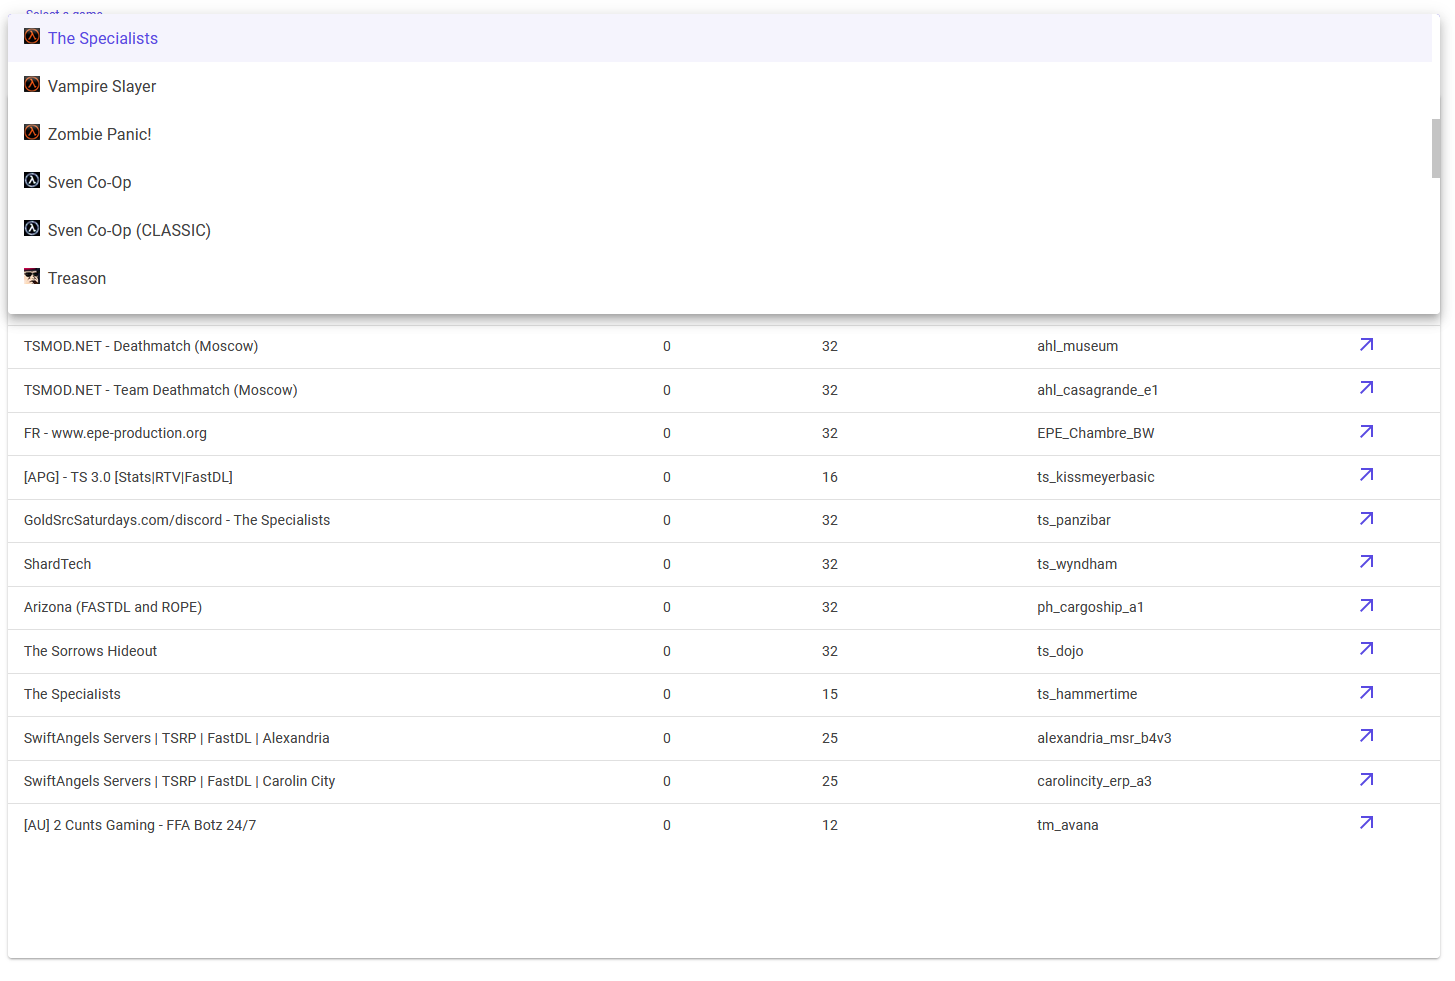 Select a game
The Specialists
Vampire Slayer
Zombie Panic!
Sven Co-Op
Sven Co-Op (CLASSIC)
Treason
TSMOD.NET - Deathmatch (Moscow) 0 32 ahl_museum
TSMOD.NET - Team Deathmatch (Moscow) 0 32 ahl_casagrande_e1
FR - www.epe-production.org 0 32 EPE_Chambre_BW
[APG] - TS 3.0 [Stats|RTV|FastDL] 0 16 ts_kissmeyerbasic
GoldSrcSaturdays.com/discord - The Specialists 0 32 ts_panzibar
ShardTech 0 32 ts_wyndham
Arizona (FASTDL and ROPE) 0 32 ph_cargoship_a1
The Sorrows Hideout 0 32 ts_dojo
The Specialists 0 15 ts_hammertime
SwiftAngels Servers | TSRP | FastDL | Alexandria 0 25 alexandria_msr_b4v3
SwiftAngels Servers | TSRP | FastDL | Carolin City 0 25 carolincity_erp_a3
[AU] 2 Cunts Gaming - FFA Botz 24/7 0 12 tm_avana